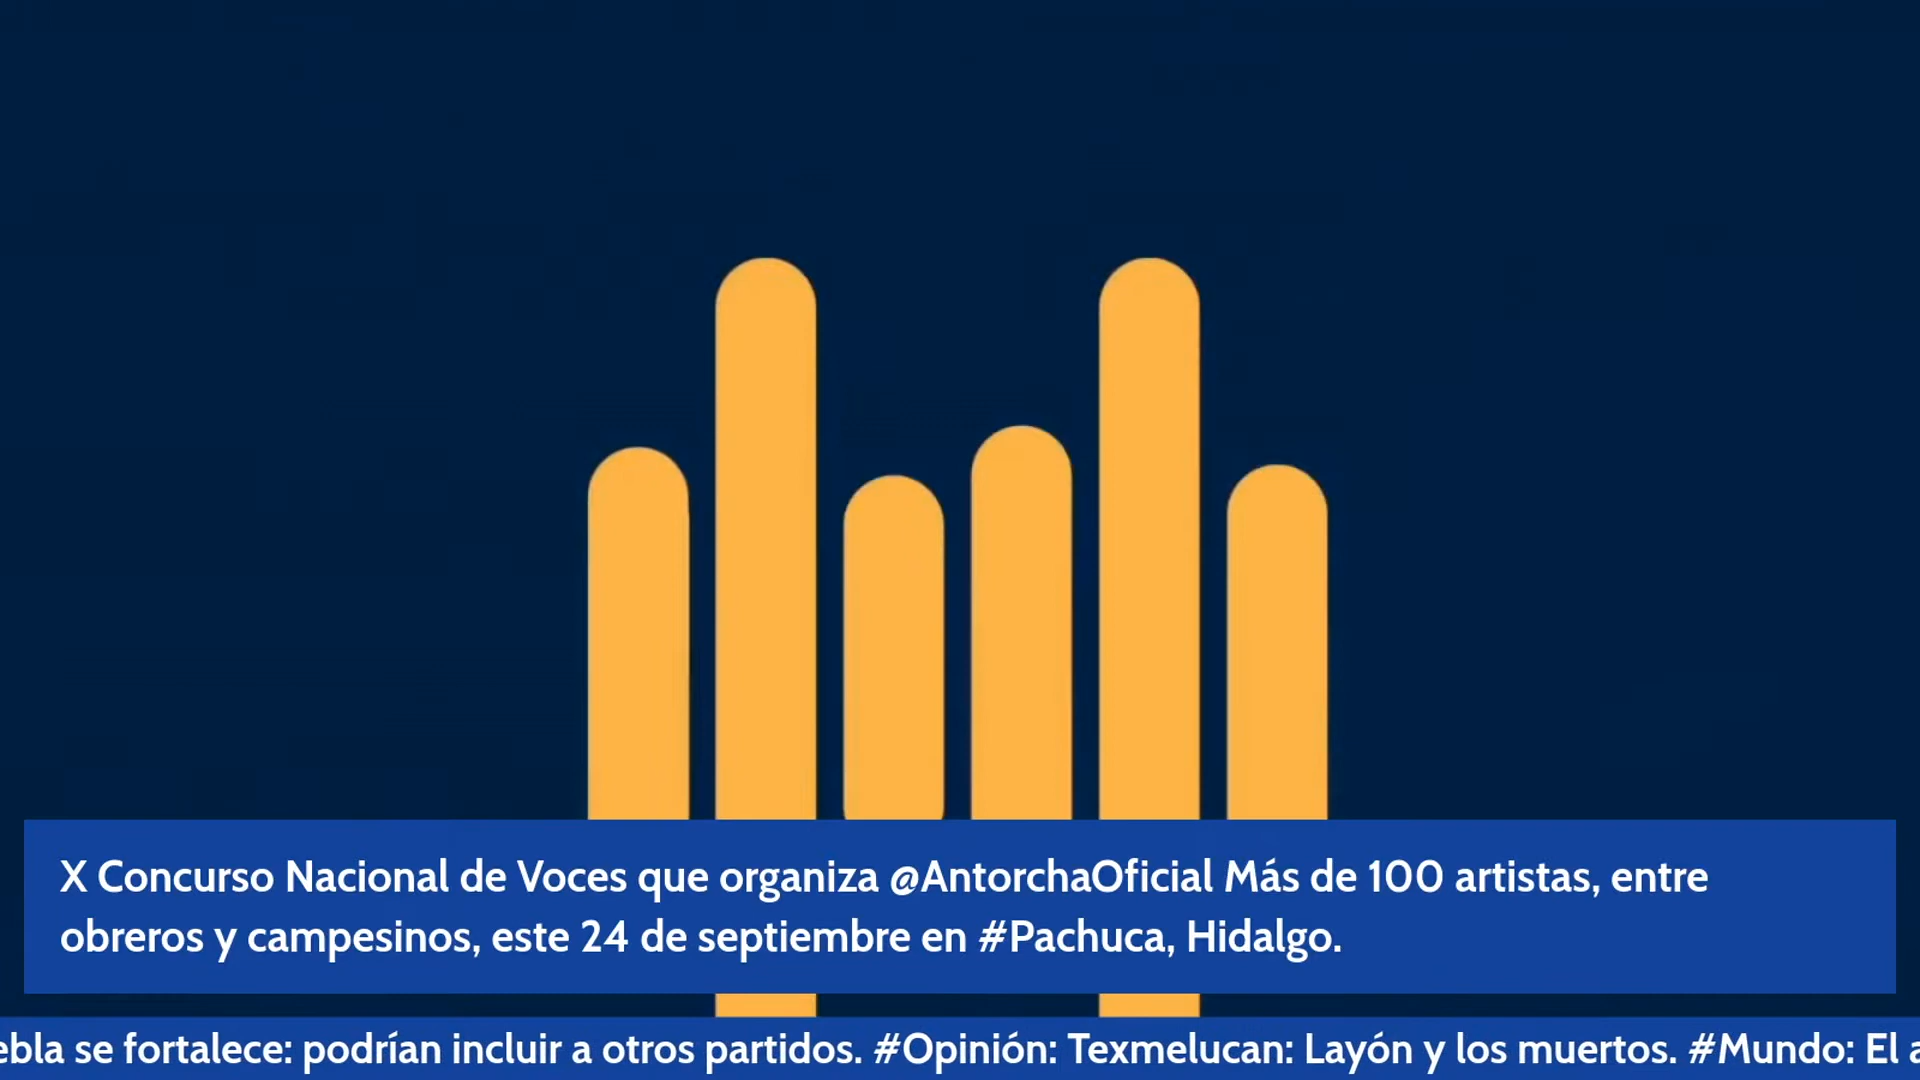 X Concurso Nacional de Voces que organiza @AntorchaOficial Más de 100 artistas, entre
obreros y campesinos, este 24 de septiembre en #Pachuca, Hidalgo.
se fortalece: podrían incluir a otros partidos. #Opinión: Texmelucan: Layón y los muertos. #Mundo: El